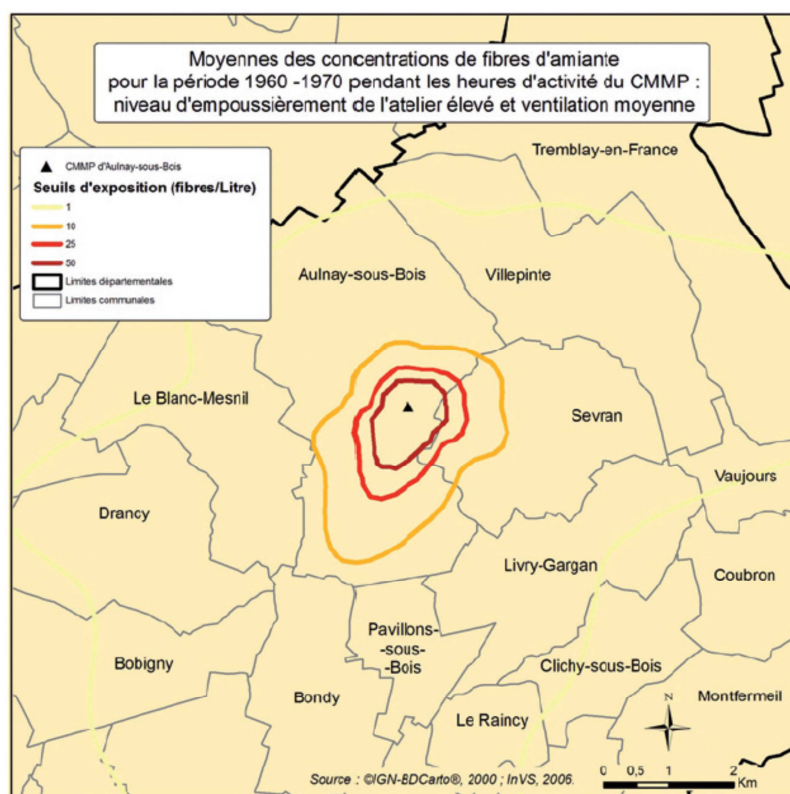 Moyennes des concentrations de fibres d'amiante
pour la période 1960 -1970 pendant les heures d'activité du CMMP :
niveau d'empoussièrement de l'atelier élevé et ventilation moyenne
Tremblay-en-France
CMMP d'Aulnay-sous-Bois
Seuils d'exposition (fibres/Litre)
1
10
25
50
Limites départementales
Limites communales
Aulnay-sous-Bois
Villepinte
Le Blanc-Mesnil
Sevran
Vaujours
Drancy
Livry-Gargan
Coubron
Pavillons-
-sous-
-Bois
Bobigny
Clichy-sous-Bois
Bondy
Montfermeil
Le Raincy
N
Source : ©IGN-BDCarto®, 2000 ; InVS, 2006.
0 0,5 1 2
Km